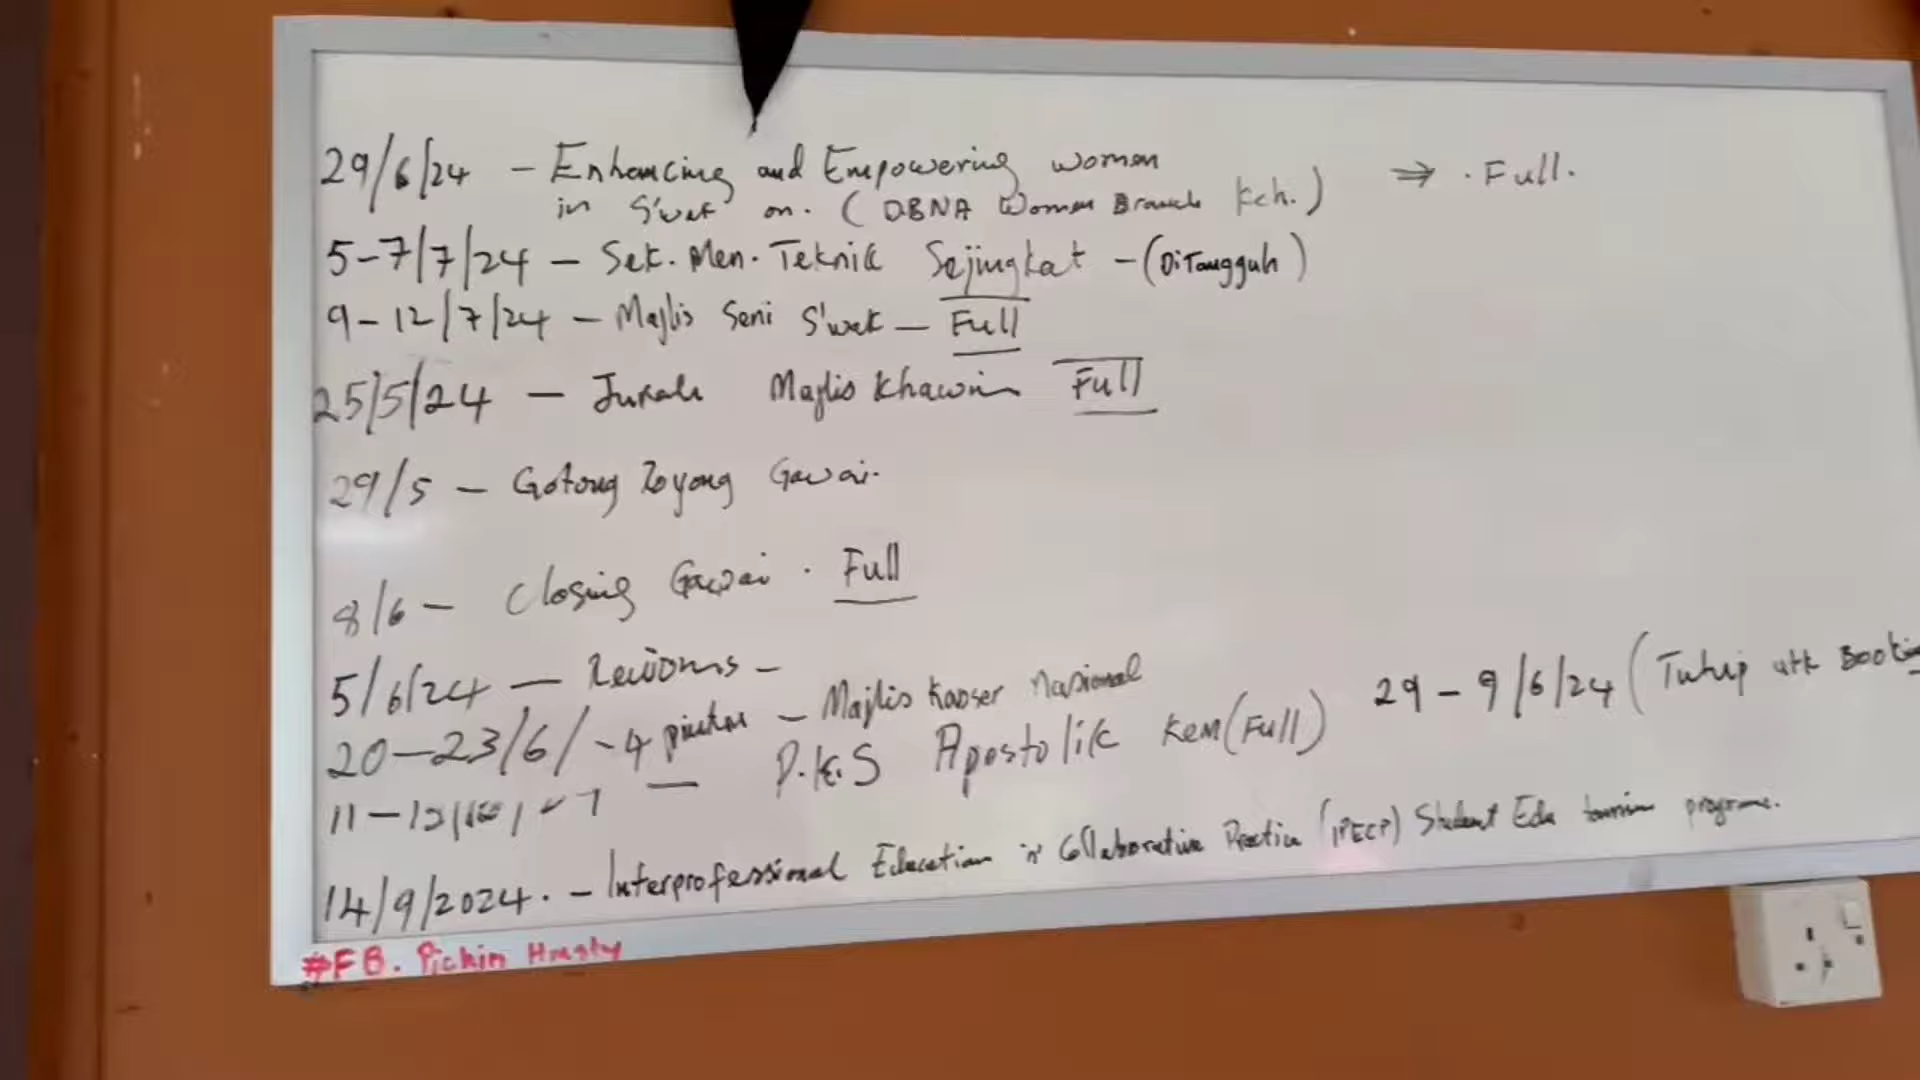 29/6/24 - Enhancing and Empowering women ⇒ . Full.
in S'wak on. (DBNA Women Branch Kch.)
5-7/7/24 - Sek. Men. Teknik Sejingkat - (DiTangguh)
9-12/7/24 - Majlis Seni S'wak - Full
25/5/24 - Majlis Khawin Full
29/5 - Gotong Royong Gawai.
8/6 - Closing Gawai . Full
5/6/24 -
20-23/6/ -4 - Majlis Nasional
29 - 9/6/24 (Tutup utk Booking
11- - P.K.S Apostolik Kem (Full)
14/9/2024. - Interprofessional Education n' Collaborative Practice (IPECP) Student Edu tourism programe.
#FB. Pichin Hmsty